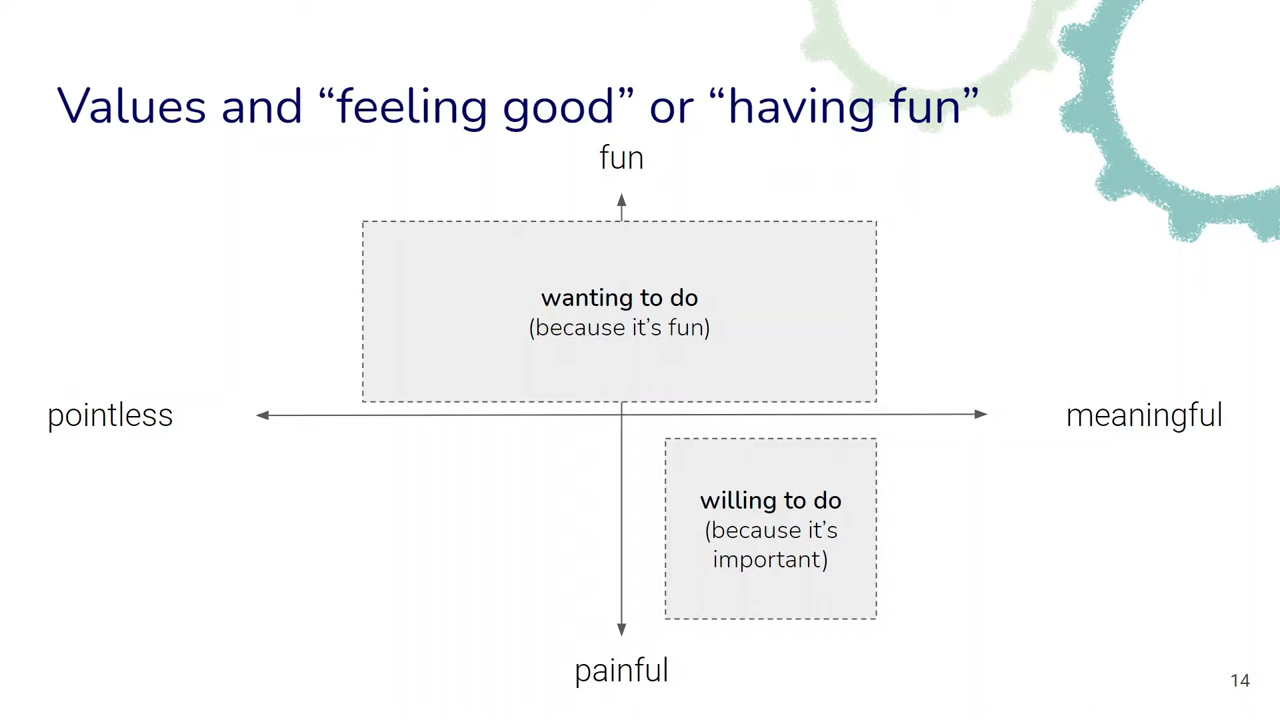 Values and “feeling good” or “having fun”
fun
wanting to do
(because it’s fun)
pointless
meaningful
willing to do
(because it’s
important)
painful
14